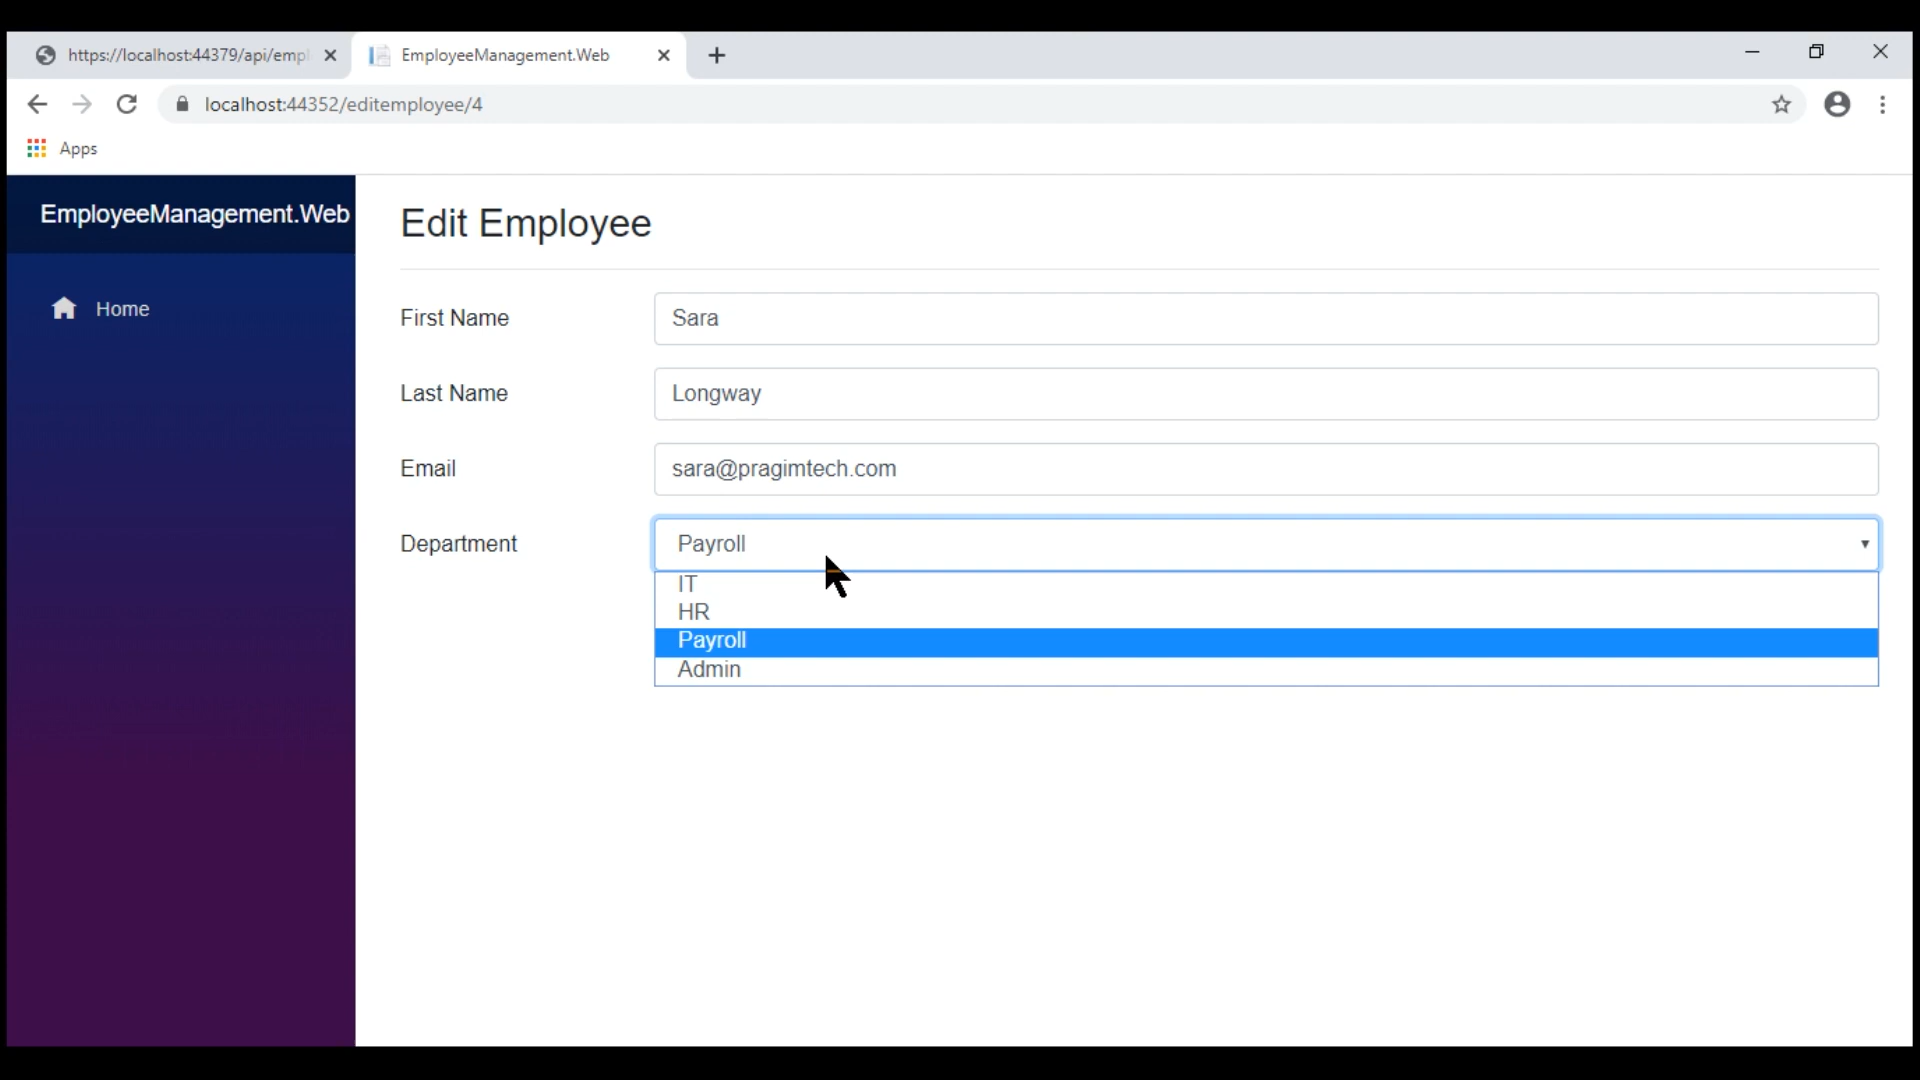 https://localhost:44379/api/empl
EmployeeManagement.Web
localhost:44352/editemployee/4
Apps
EmployeeManagement.Web
Home
Edit Employee
First Name
Sara
Last Name
Longway
Email
sara@pragimtech.com
Department
Payroll
IT
HR
Payroll
Admin